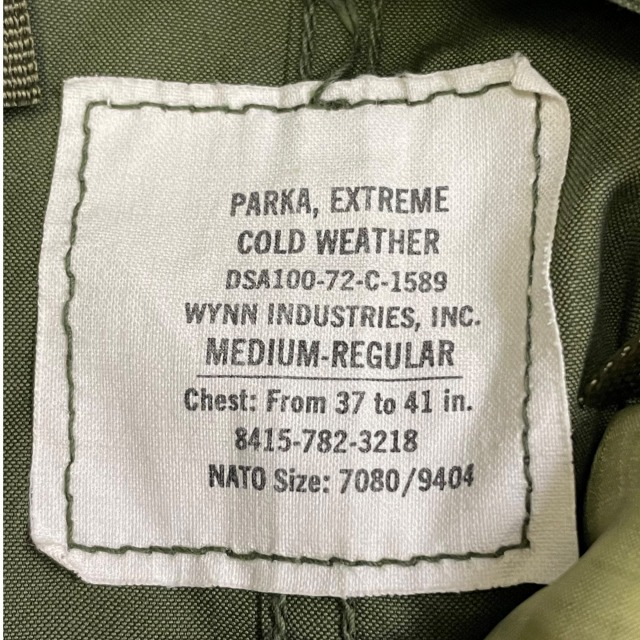 PARKA, EXTREME
COLD WEATHER
DSA100-72-C-1589
WYNN INDUSTRIES, INC.
MEDIUM-REGULAR
Chest: From 37 to 41 in.
8415-782-3218
NATO Size: 7080/9404